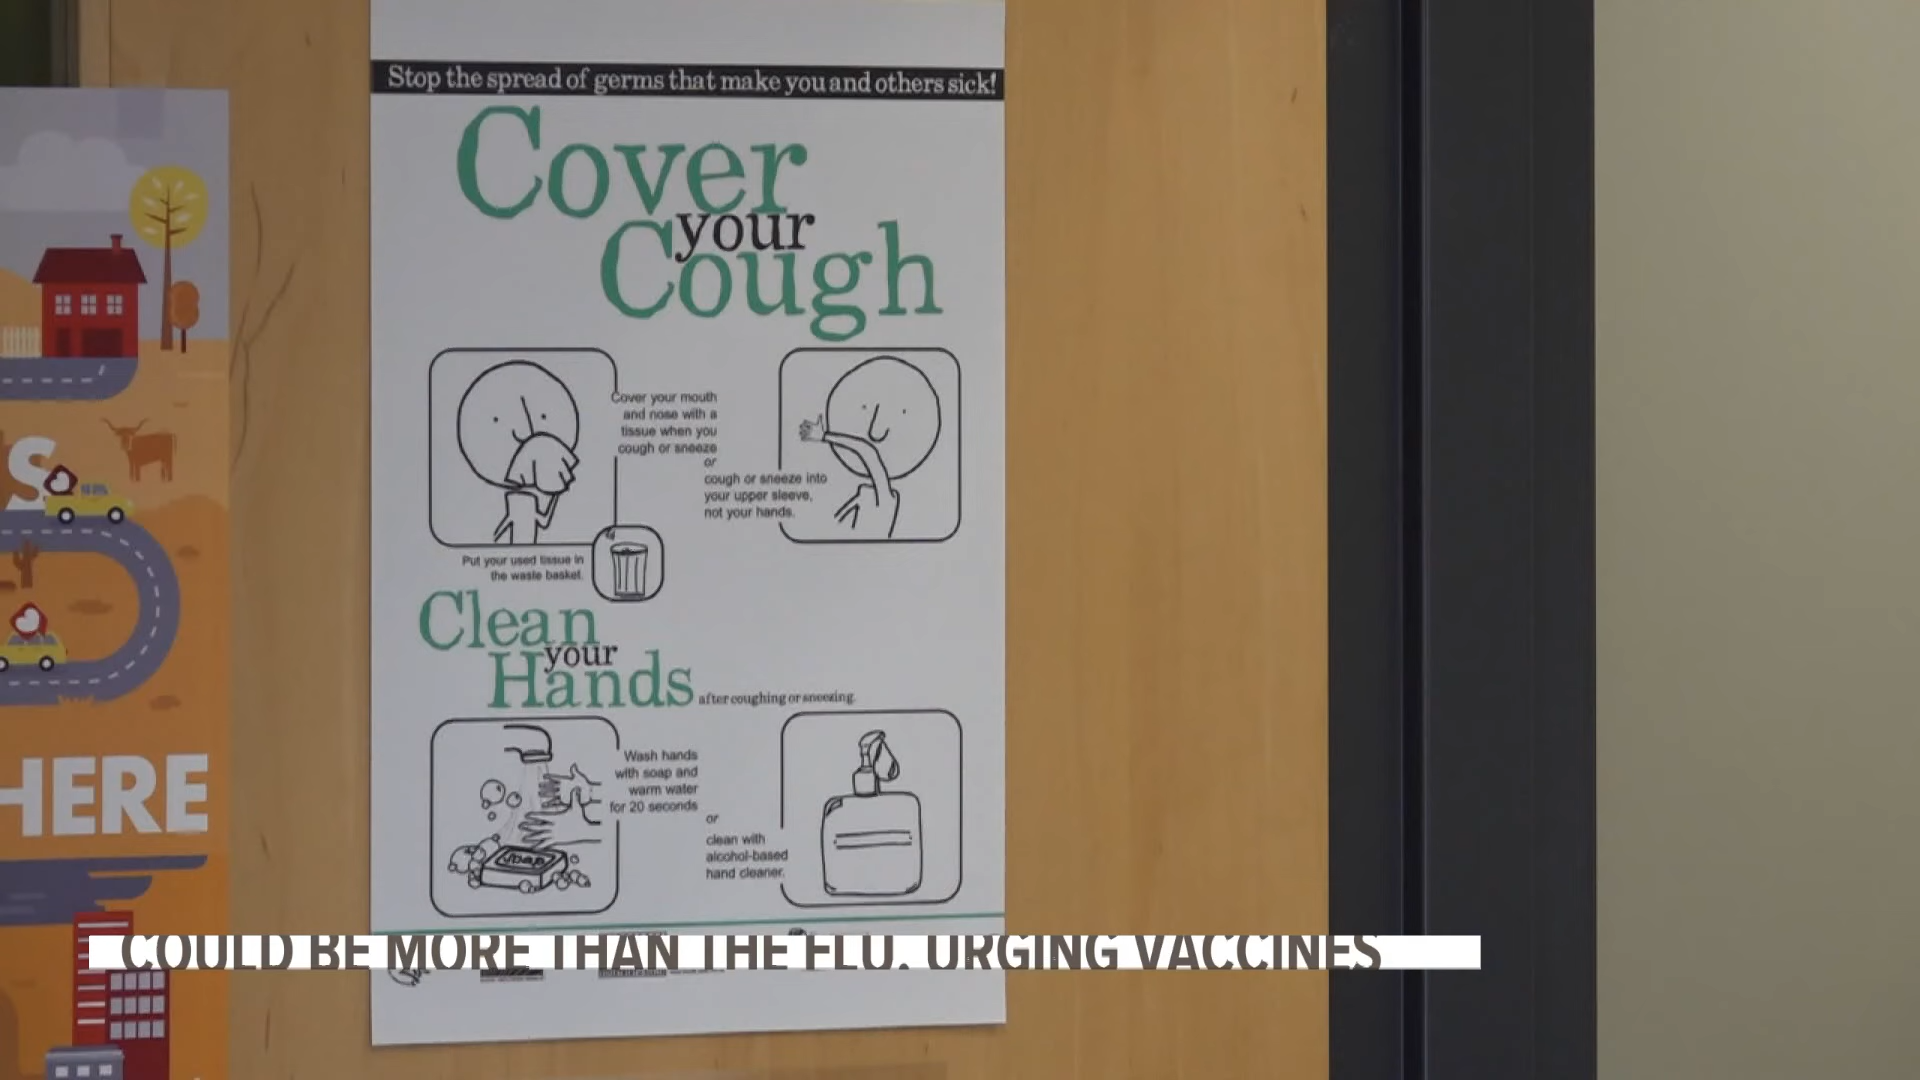 Stop the spread of germs that make you and others sick!
Cover
your
Cough
Cover your mouth
and nose with a
tissue when you
cough or sneeze
or
cough or sneeze into
your upper sleeve,
not your hands.
Put your used tissue in
the waste basket.
Clean
your
Hands after coughing or sneezing.
Wash hands
with soap and
warm water
for 20 seconds
or
clean with
alcohol-based
hand cleaner.
soap
HERE
COULD BE MORE THAN THE FLU, URGING VACCINES